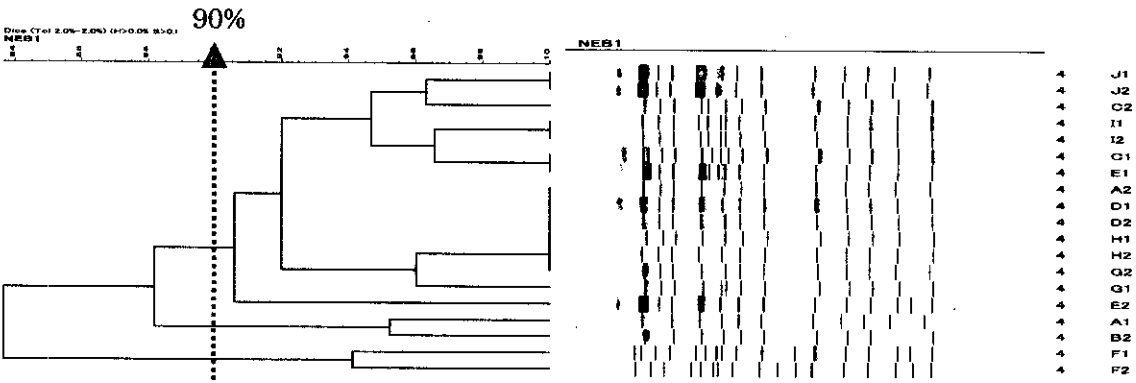 90%
Dice (Tol 2.0%-2.0%) (H>0.0% S>0.
NEB1
NEB1
4 J1
4 J2
4 C2
4 I1
4 I2
4 C1
4 E1
4 A2
4 D1
4 D2
4 H1
4 H2
4 G2
4 G1
4 E2
4 A1
4 B2
4 F1
4 F2